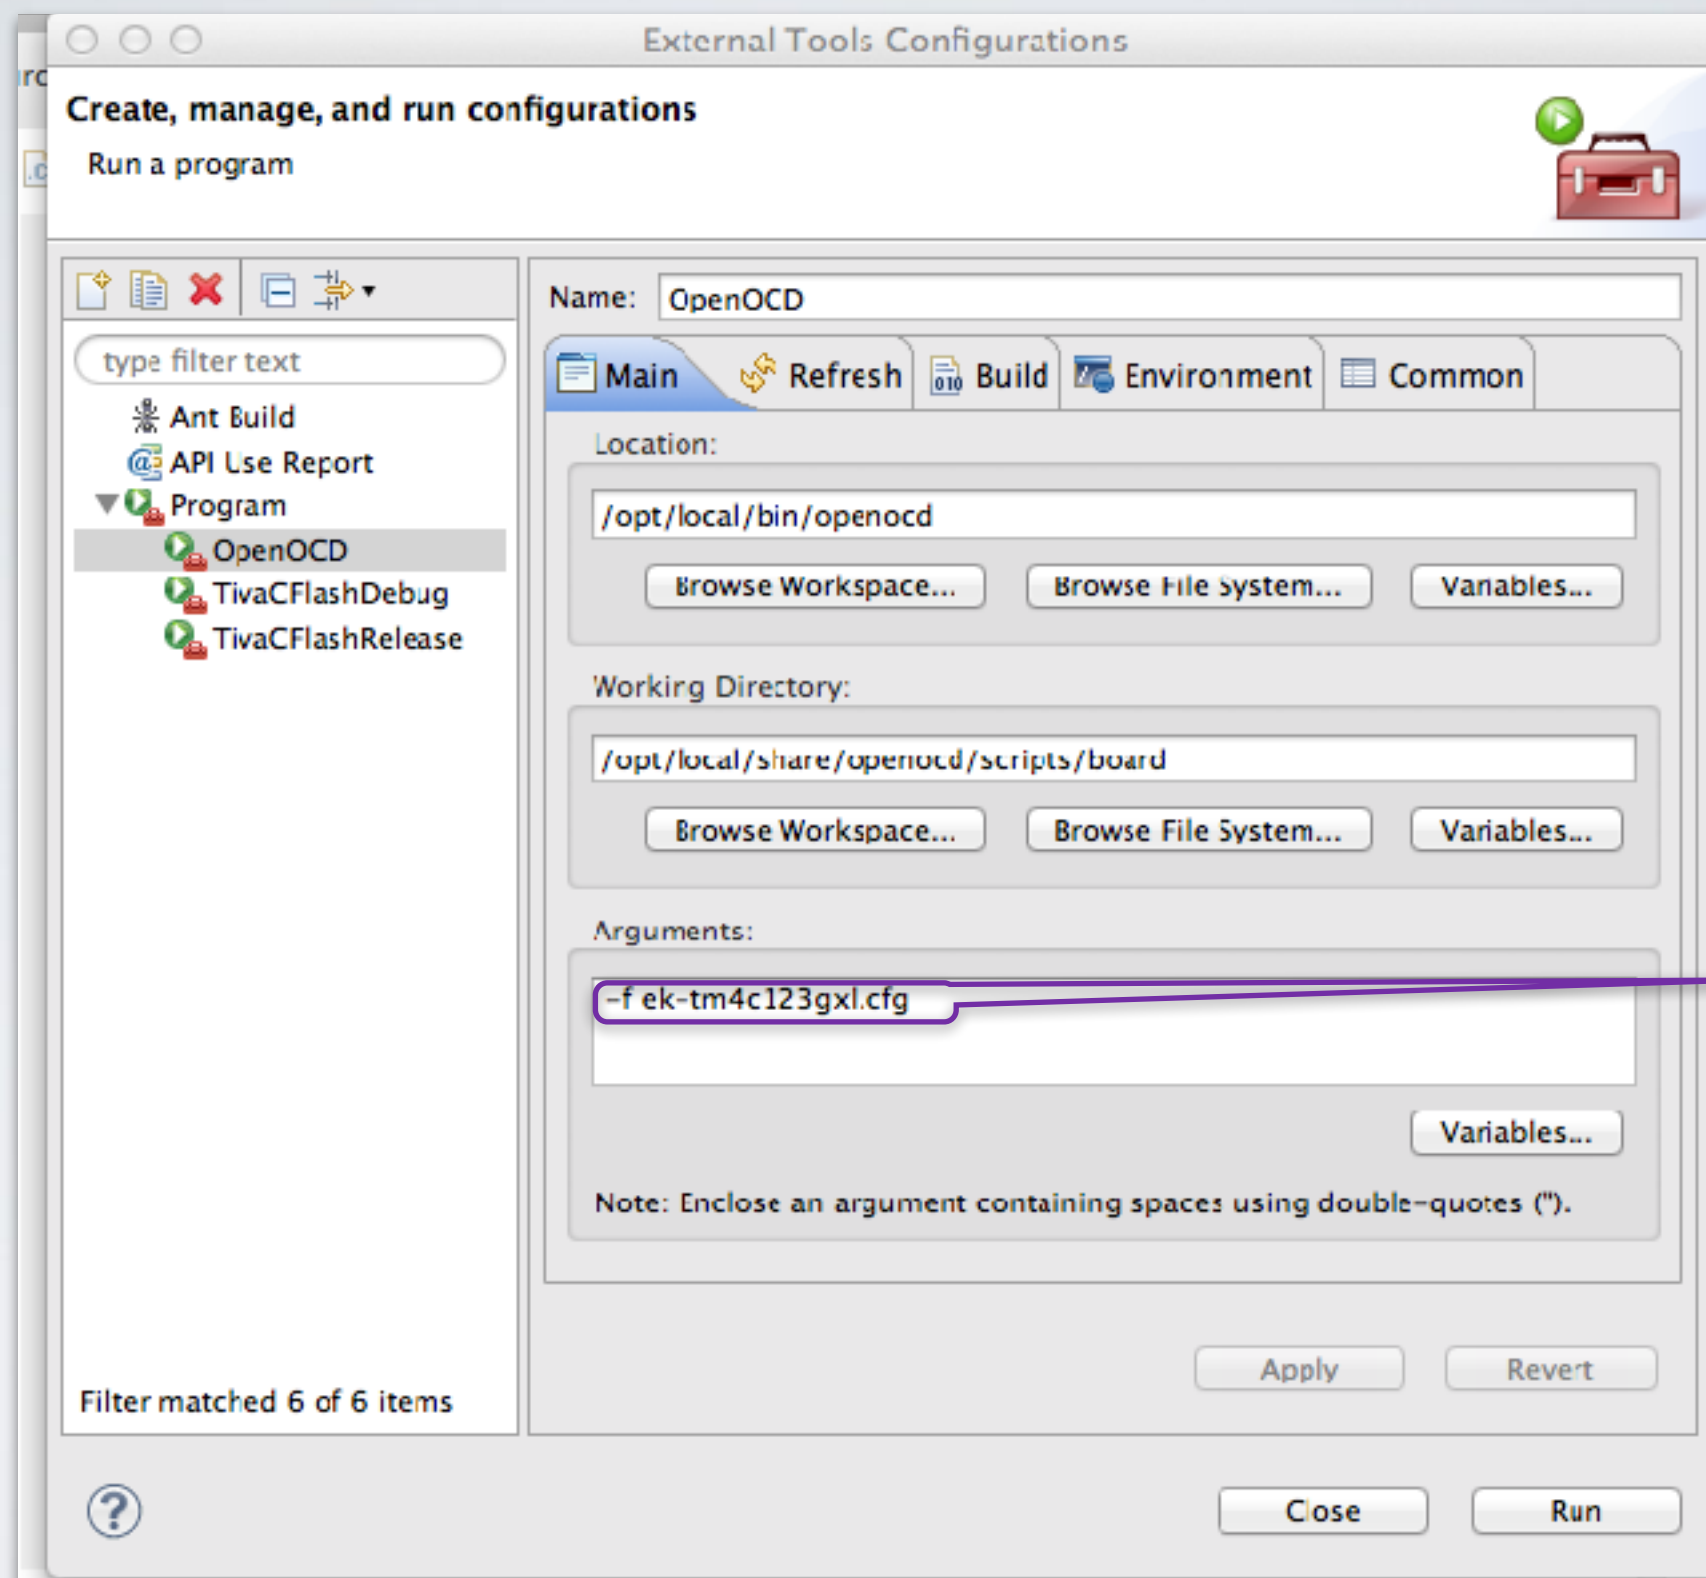 External Tools Configurations
Create, manage, and run configurations
Run a program
type filter text
Ant Build
API Use Report
Program
OpenOCD
TivaCFlashDebug
TivaCFlashRelease
Filter matched 6 of 6 items
Name: OpenOCD
Main Refresh Build Environment Common
Location:
/opt/local/bin/openocd
Browse Workspace... Browse File System... Variables...
Working Directory:
/opt/local/share/openocd/scripts/board
Browse Workspace... Browse File System... Variables...
Arguments:
-f ek-tm4c123gxl.cfg
Variables...
Note: Enclose an argument containing spaces using double-quotes (").
Apply Revert
Close Run